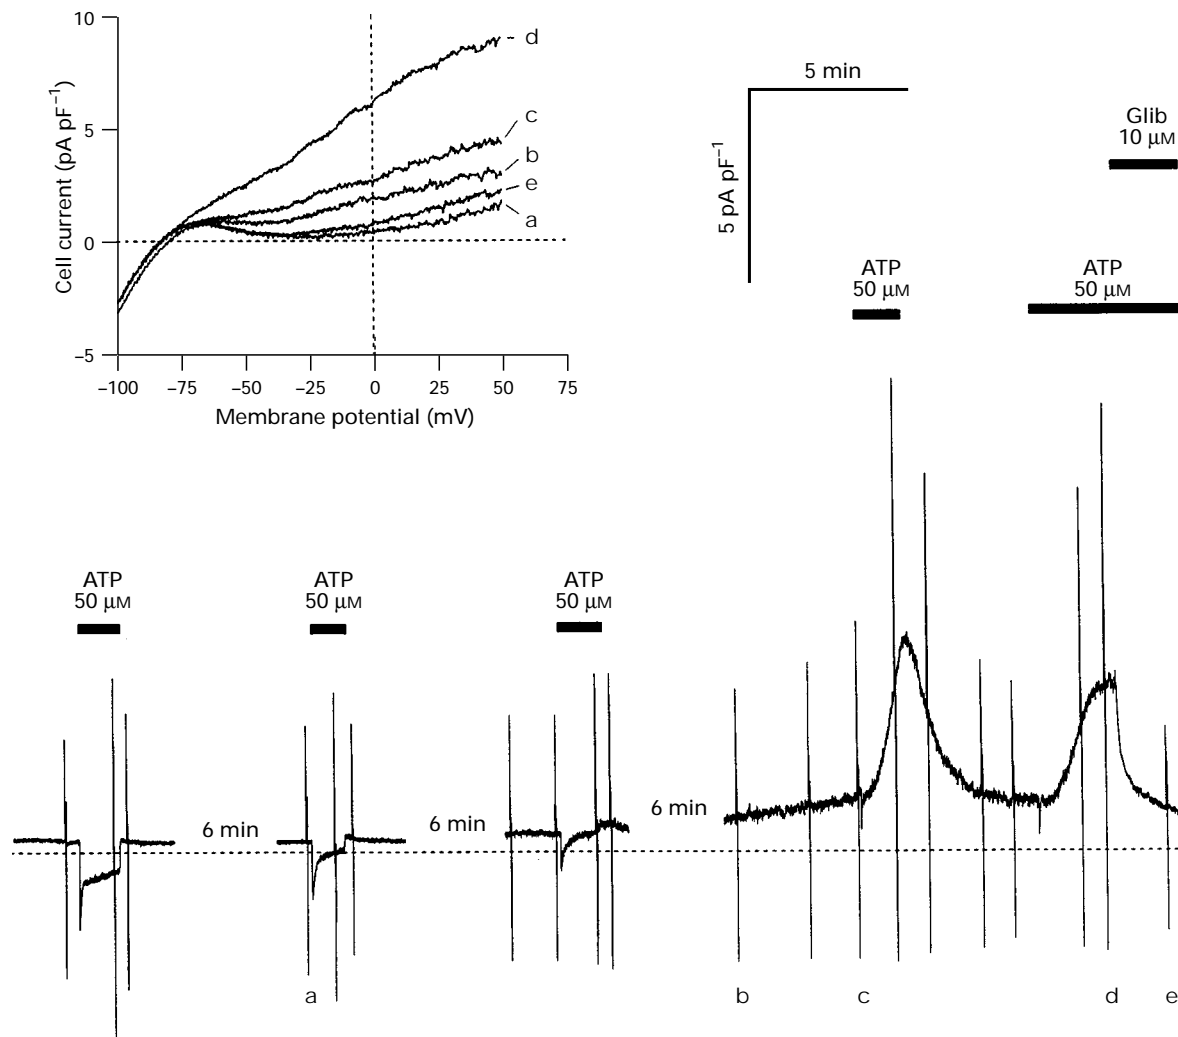 10
5
0
−5
Cell current (pA pF−1)
−100
−75
−50
−25
0
25
50
75
Membrane potential (mV)
d
c
b
e
a
5 min
5 pA pF−1
Glib
10 μM
ATP
50 μM
ATP
50 μM
ATP
50 μM
ATP
50 μM
ATP
50 μM
6 min
6 min
6 min
a
b
c
d
e